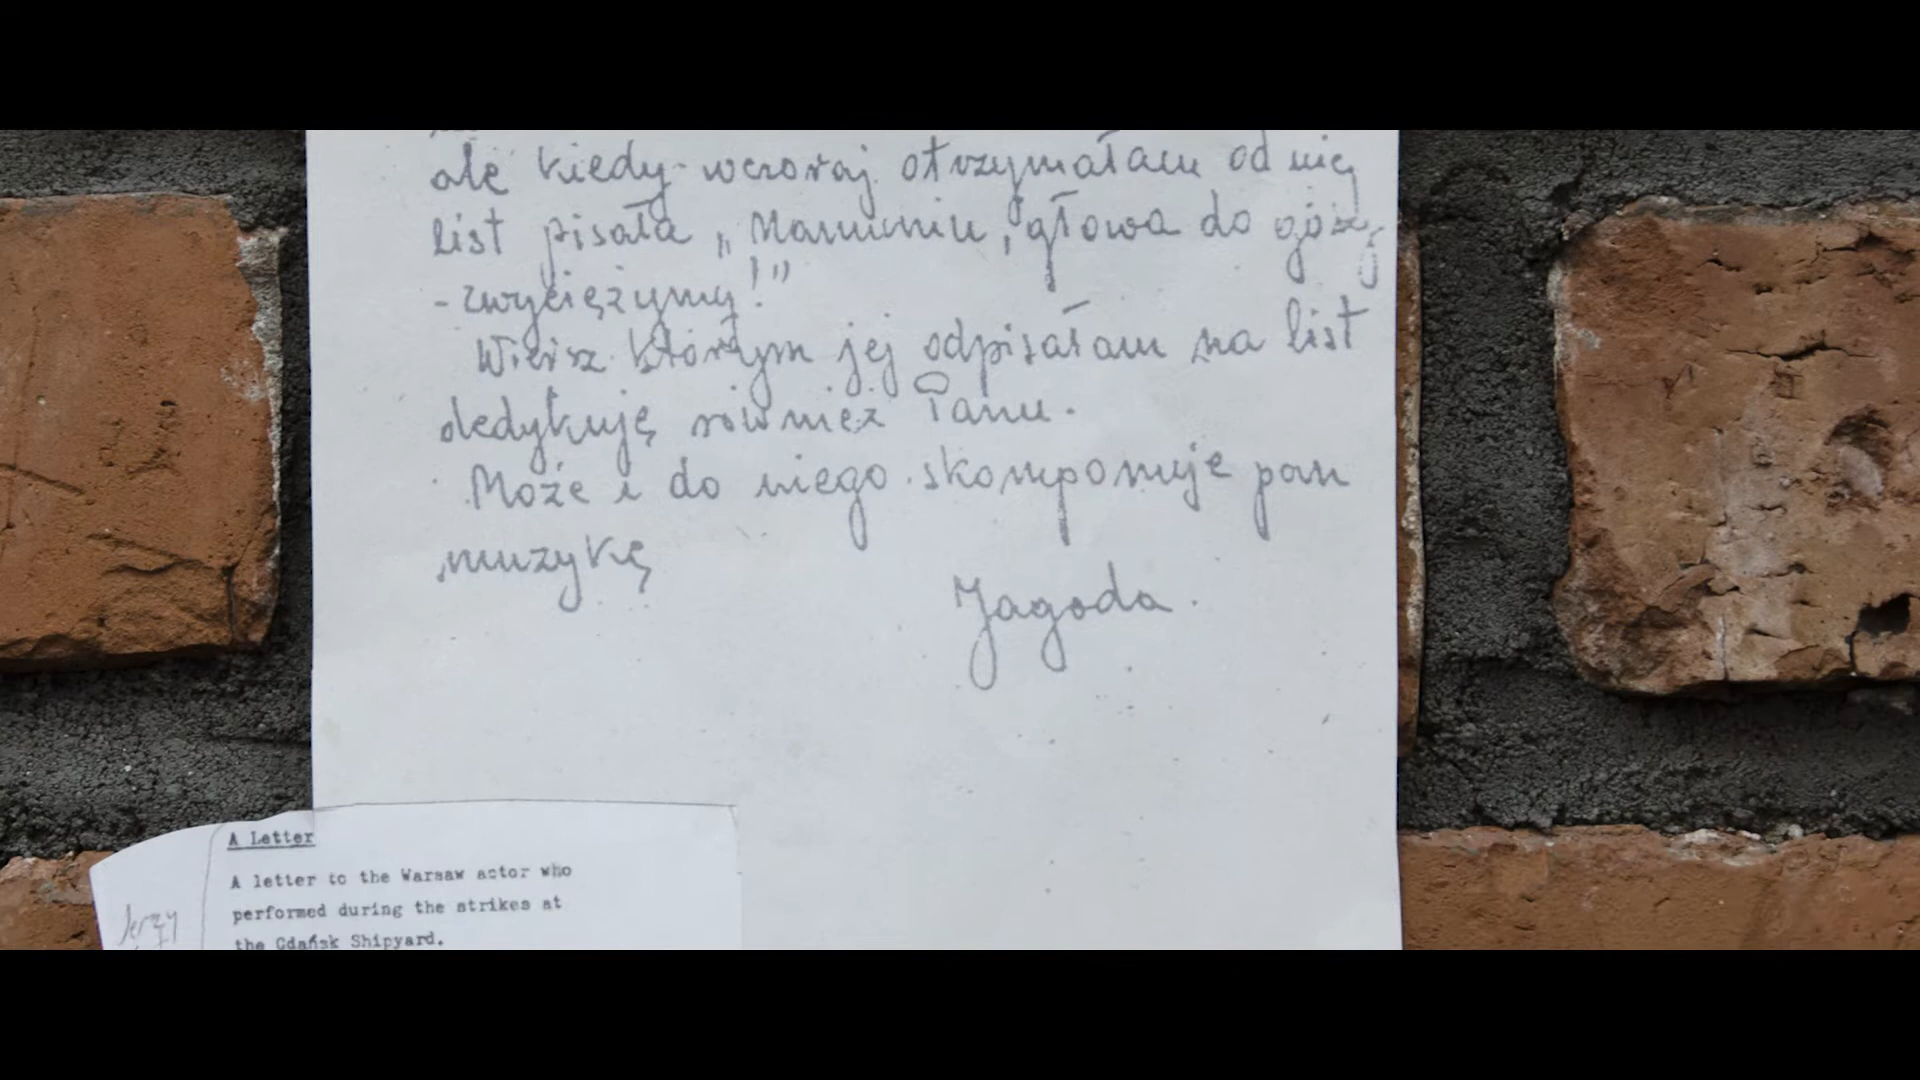 ale kiedy wczoraj otrzymałam od niej
list pisała „Mamuniu, głowa do góry
- zwyciężymy!”
Wiersz którym jej odpisałam na list
dedykuję również Panu.
Może i do niego skomponuje pan
muzykę
Jagoda.
A Letter
A letter to the Warsaw actor who
performed during the strikes at
the Gdańsk Shipyard.
Jerzy